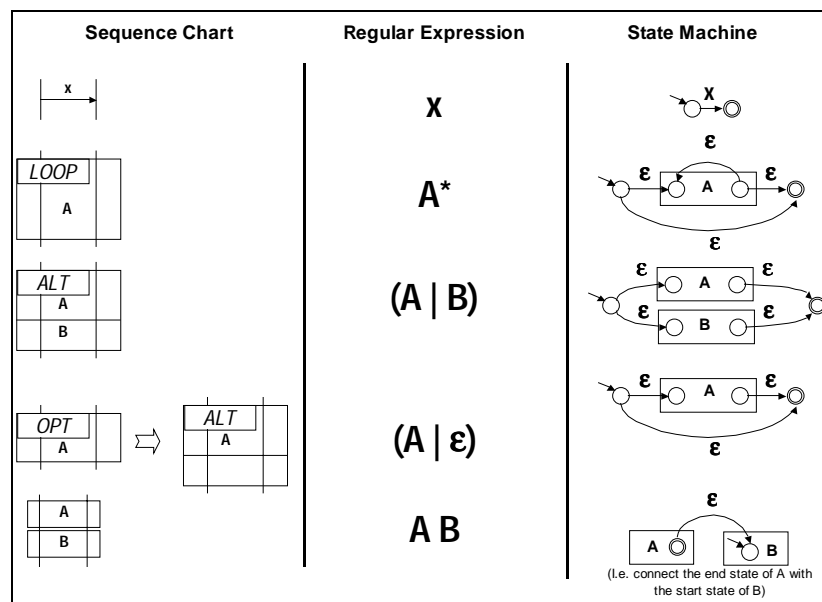 Sequence Chart Regular Expression State Machine
x x x
LOOP
A A* ε ε A ε
ε
ALT
A
B (A | B) ε A ε
ε B ε
OPT
A ALT
A (A | ε) ε A ε
ε
A
B A B ε
A B
(I.e. connect the end state of A with
the start state of B)